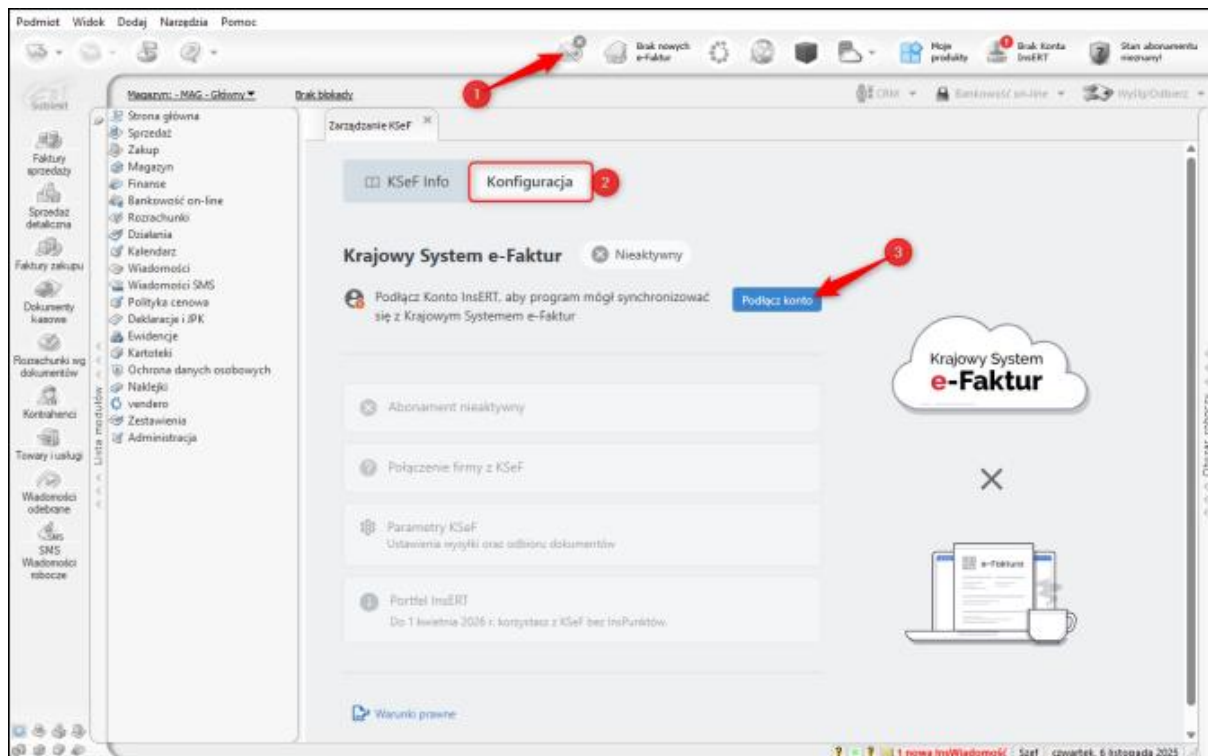 Podmiot Widok Dodaj Narzędzia Pomoc
Brak nowych
e-Faktur
Moje
produkty
Brak Konta
InsERT
Stan abonamentu
nieznany!
1
Subiekt
Magazyn: - MAG - Główny
Brak blokady
CRM
Bankowość on-line
Wyślij/Odbierz
Faktury
sprzedaży
Sprzedaż
detaliczna
Faktury zakupu
Dokumenty
kasowe
Rozrachunki wg
dokumentów
Kontrahenci
Towary i usługi
Wiadomości
odebrane
SMS
Wiadomości
robocze
Lista modułów
Strona główna
Sprzedaż
Zakup
Magazyn
Finanse
Bankowość on-line
Rozrachunki
Działania
Kalendarz
Wiadomości
Wiadomości SMS
Polityka cenowa
Deklaracje i JPK
Ewidencje
Kartoteki
Ochrona danych osobowych
Naklejki
vendero
Zestawienia
Administracja
Zarządzanie KSeF
KSeF Info
Konfiguracja
2
Krajowy System e-Faktur
Nieaktywny
3
Podłącz Konto InsERT, aby program mógł synchronizować
się z Krajowym Systemem e-Faktur
Podłącz konto
Abonament nieaktywny
Połączenie firmy z KSeF
Parametry KSeF
Ustawienia wysyłki oraz odbioru dokumentów
Portfel InsERT
Do 1 kwietnia 2026 r. korzystasz z KSeF bez InsPunktów.
Warunki prawne
Krajowy System
e-Faktur
e-Faktura
Obszar roboczy
1 nowa InsWiadomość
Szef
czwartek, 6 listopada 2025